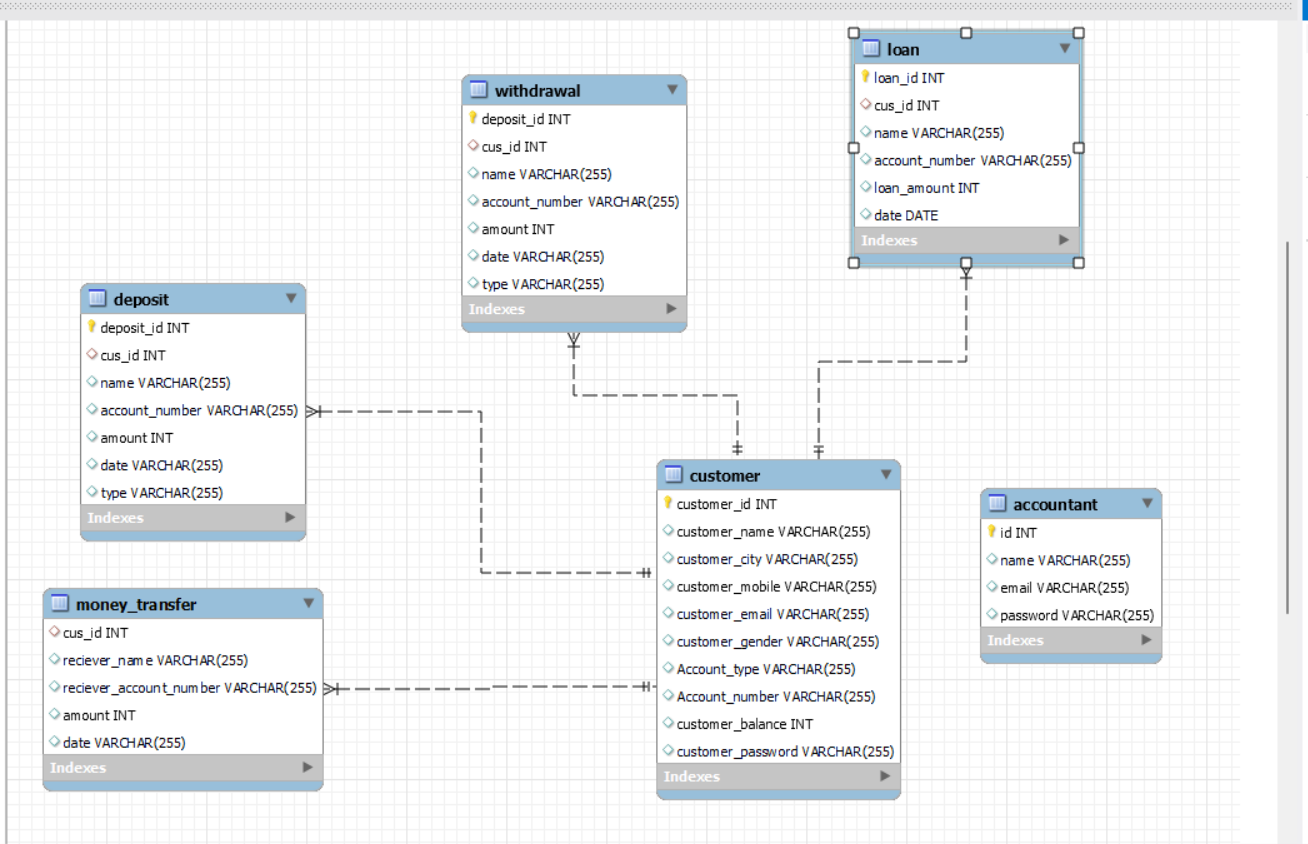 loan
loan_id INT
cus_id INT
name VARCHAR(255)
account_number VARCHAR(255)
loan_amount INT
date DATE
Indexes
withdrawal
deposit_id INT
cus_id INT
name VARCHAR(255)
account_number VARCHAR(255)
amount INT
date VARCHAR(255)
type VARCHAR(255)
Indexes
deposit
deposit_id INT
cus_id INT
name VARCHAR(255)
account_number VARCHAR(255)
amount INT
date VARCHAR(255)
type VARCHAR(255)
Indexes
customer
customer_id INT
customer_name VARCHAR(255)
customer_city VARCHAR(255)
customer_mobile VARCHAR(255)
customer_email VARCHAR(255)
customer_gender VARCHAR(255)
Account_type VARCHAR(255)
Account_number VARCHAR(255)
customer_balance INT
customer_password VARCHAR(255)
Indexes
accountant
id INT
name VARCHAR(255)
email VARCHAR(255)
password VARCHAR(255)
Indexes
money_transfer
cus_id INT
reciever_name VARCHAR(255)
reciever_account_number VARCHAR(255)
amount INT
date VARCHAR(255)
Indexes